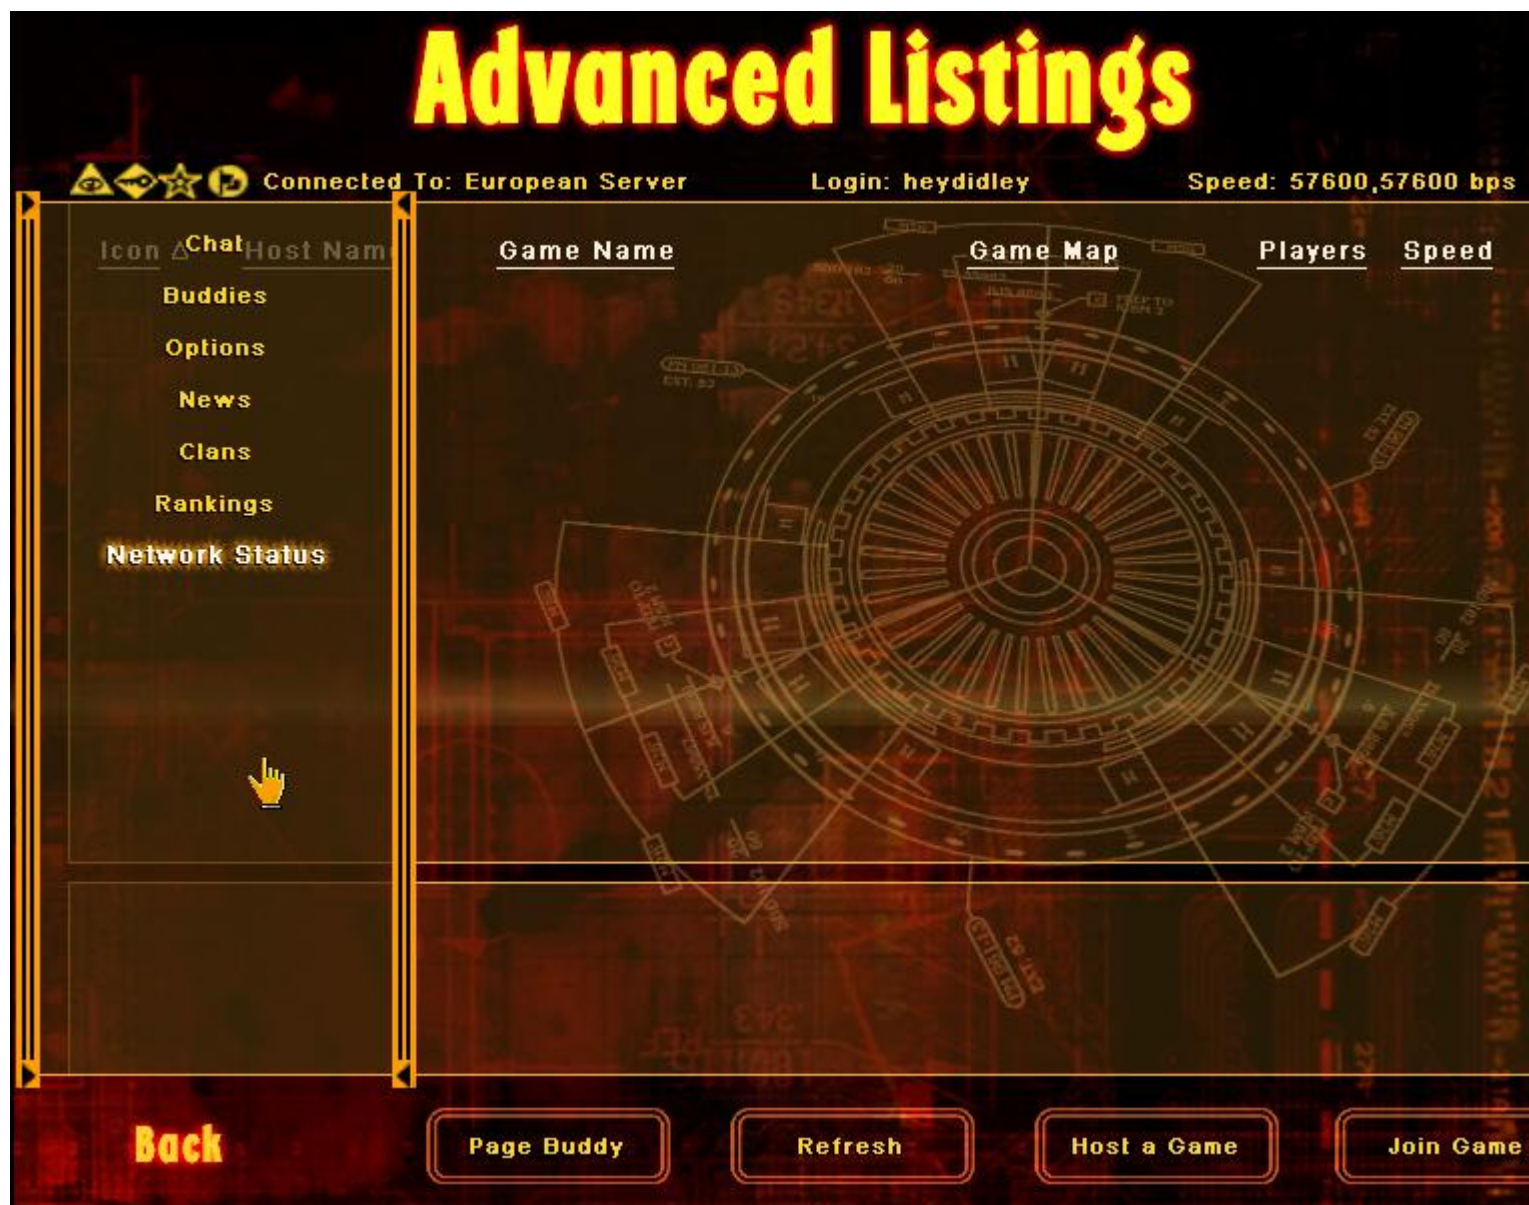 Advanced Listings
Connected To: European Server Login: heydidley Speed: 57600,57600 bps
Icon Chat Host Nam Game Name Game Map Players Speed
Buddies
Options
News
Clans
Rankings
Network Status
Back Page Buddy Refresh Host a Game Join Game